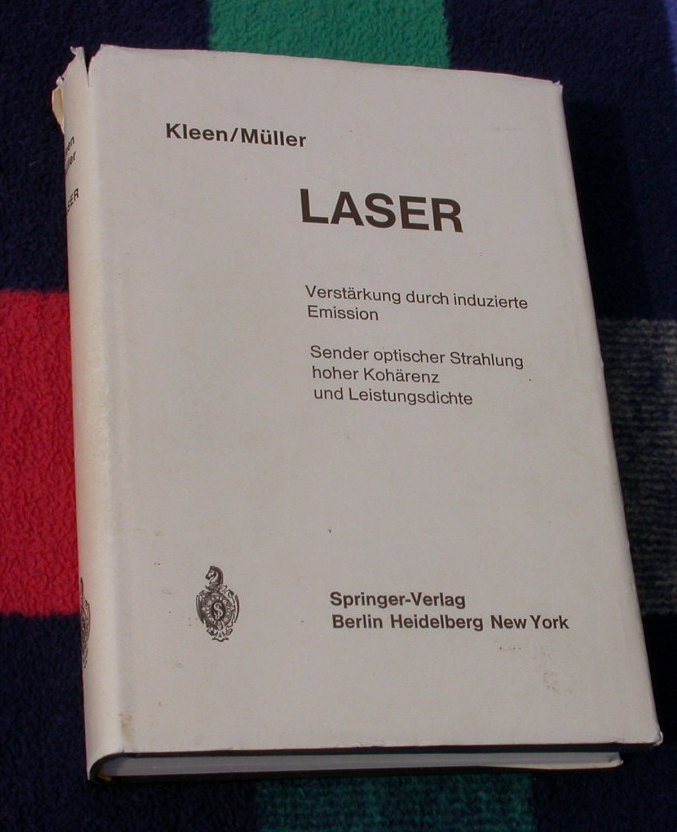 Kleen/Müller
LASER
Verstärkung durch induzierte
Emission
Sender optischer Strahlung
hoher Kohärenz
und Leistungsdichte
Springer-Verlag
Berlin Heidelberg New York
S